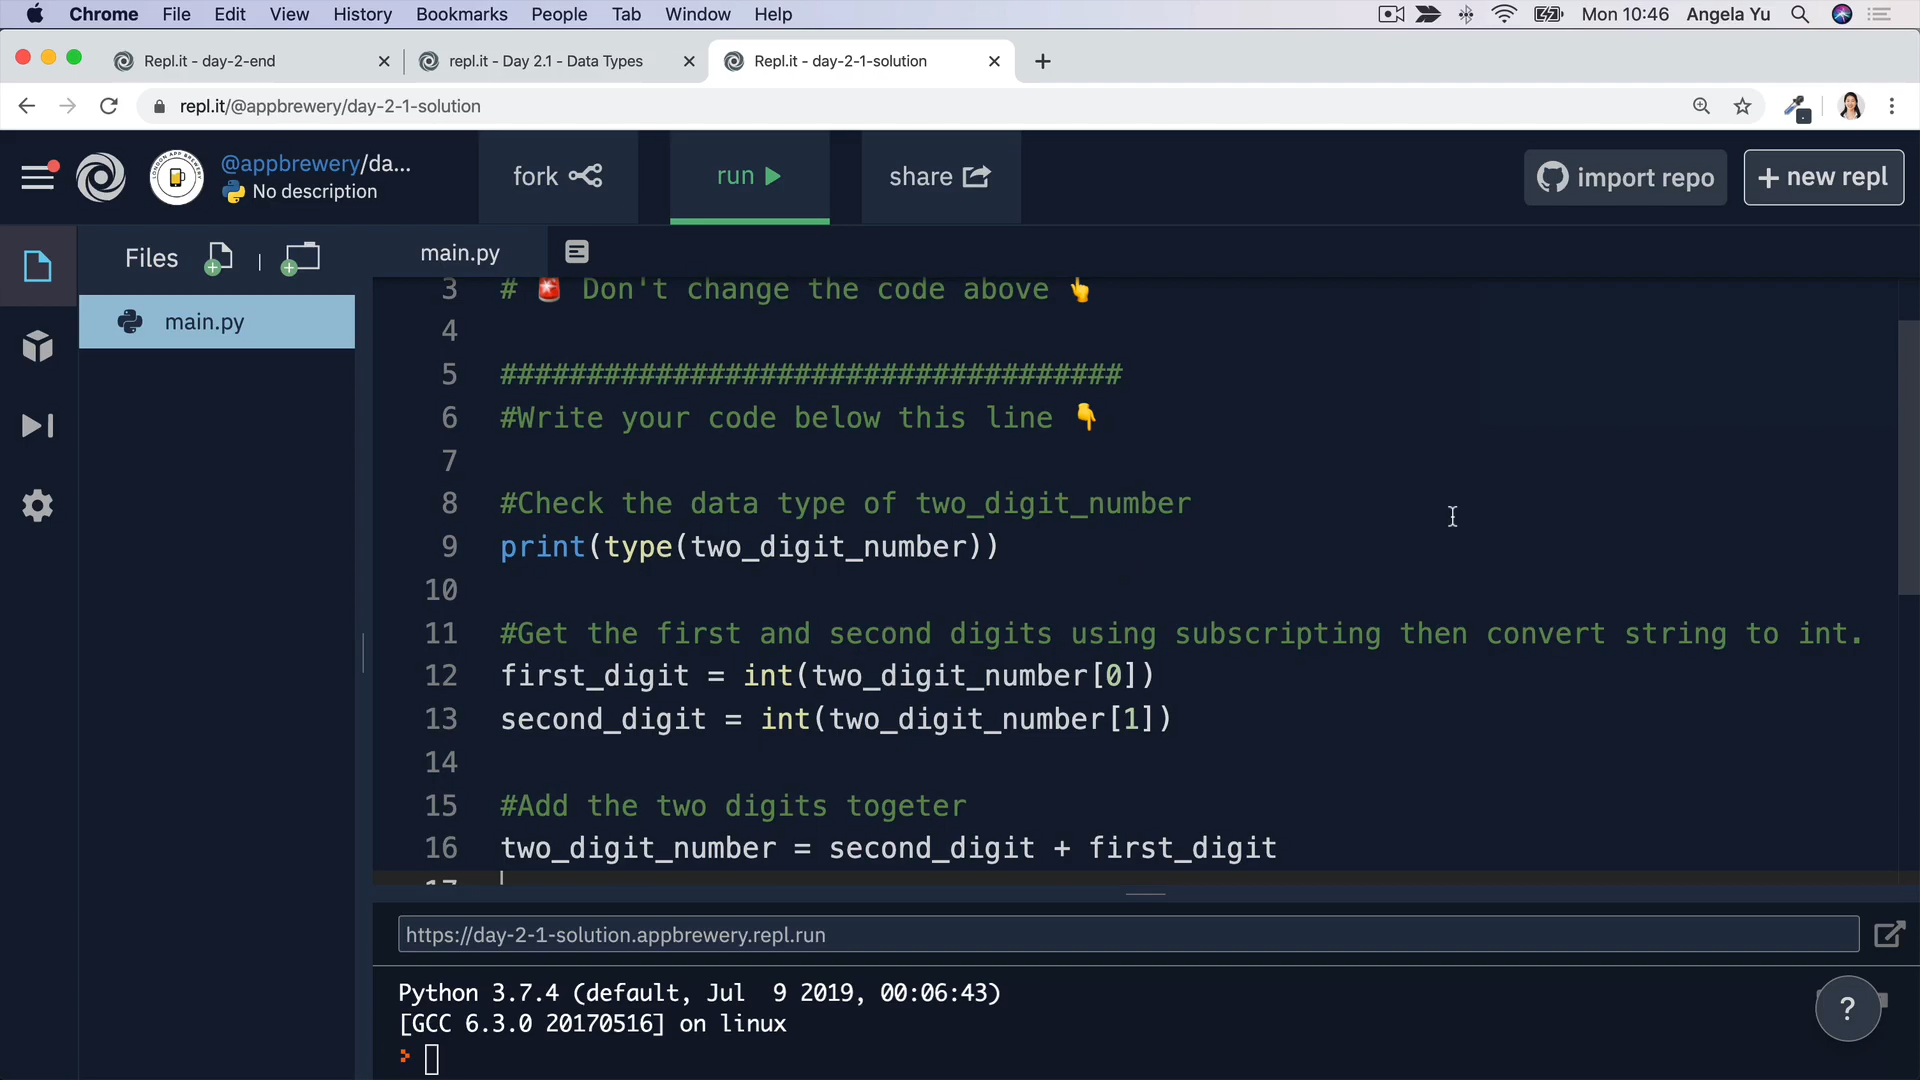 Chrome File Edit View History Bookmarks People Tab Window Help Mon 10:46 Angela Yu
Repl.it - day-2-end repl.it - Day 2.1 - Data Types Repl.it - day-2-1-solution
repl.it/@appbrewery/day-2-1-solution
@appbrewery/da...
No description
fork run share import repo + new repl
Files main.py
main.py
3 # 🚨 Don't change the code above 👆
4
5 ####################################
6 #Write your code below this line 👇
7
8 #Check the data type of two_digit_number
9 print(type(two_digit_number))
10
11 #Get the first and second digits using subscripting then convert string to int.
12 first_digit = int(two_digit_number[0])
13 second_digit = int(two_digit_number[1])
14
15 #Add the two digits togeter
16 two_digit_number = second_digit + first_digit
17
https://day-2-1-solution.appbrewery.repl.run
Python 3.7.4 (default, Jul  9 2019, 00:06:43)
[GCC 6.3.0 20170516] on linux
?